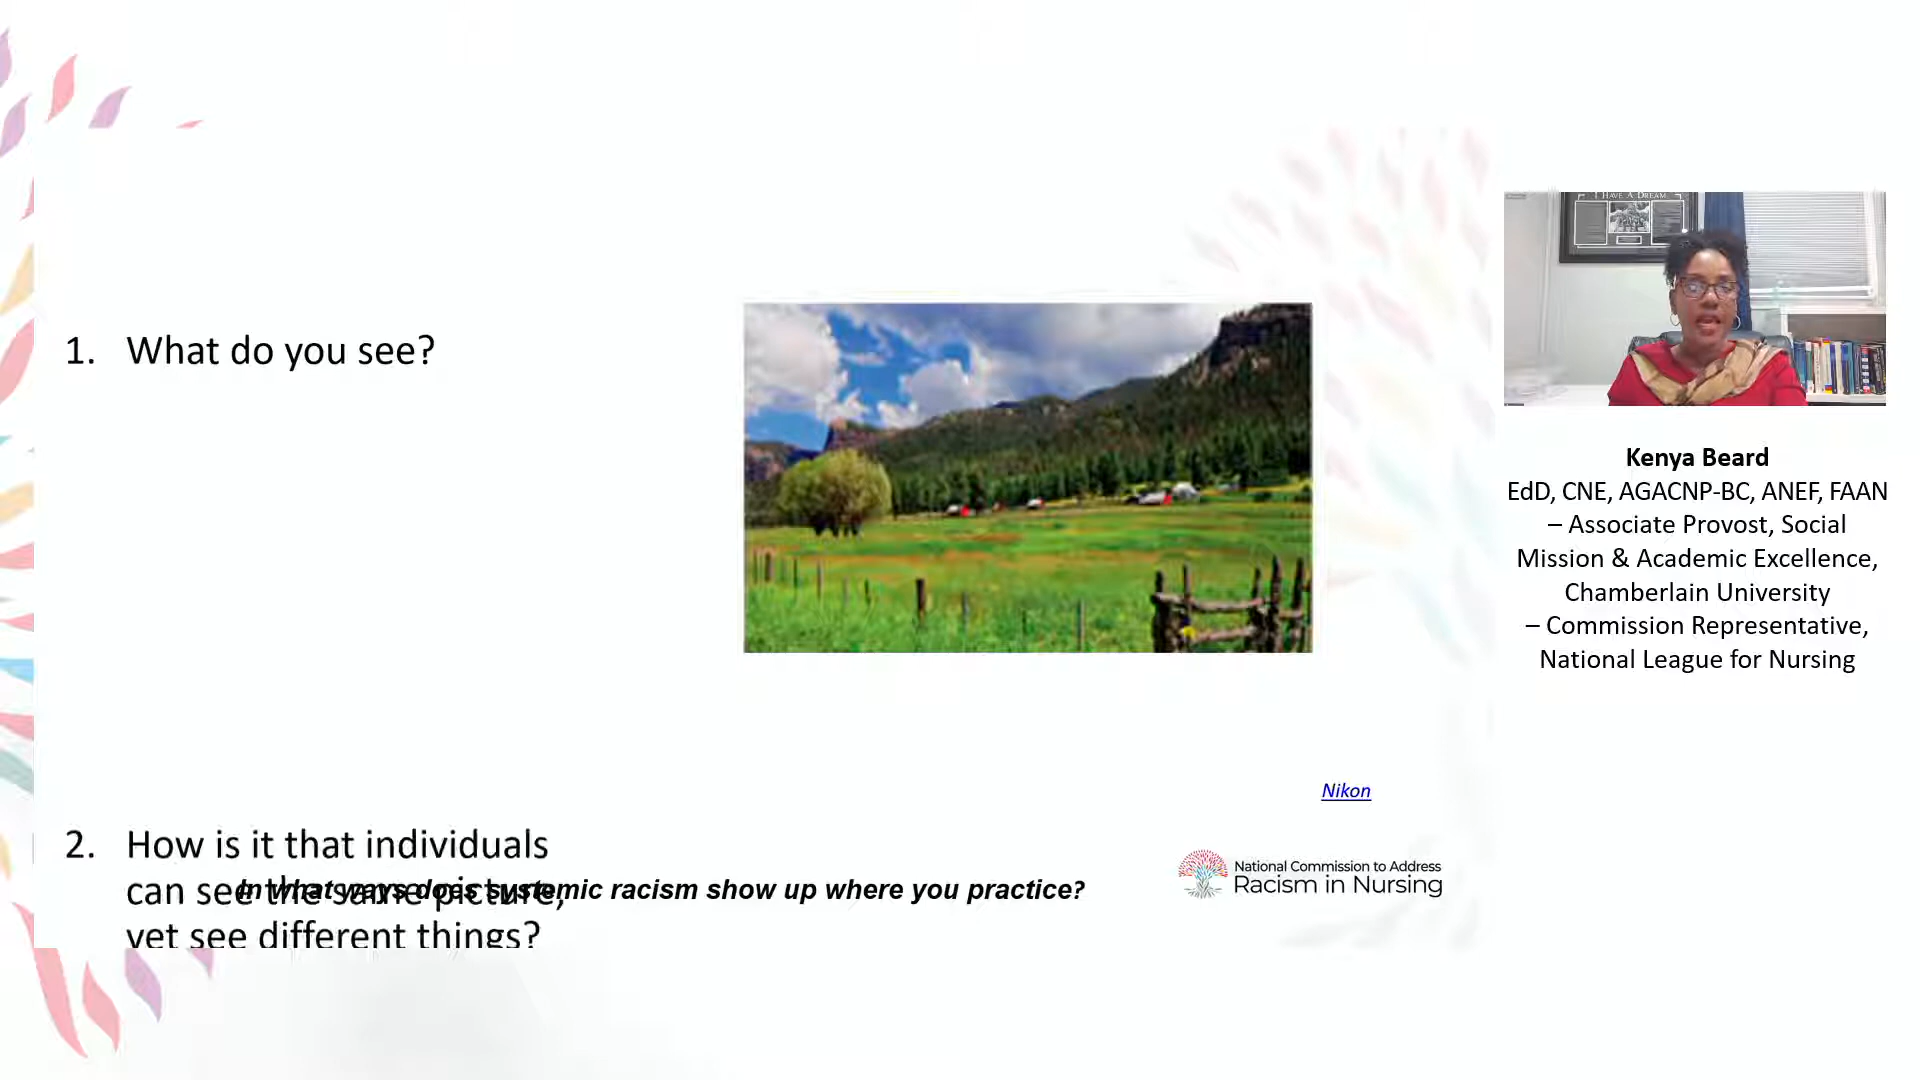 1. What do you see?
2. How is it that individuals
can see the same picture,
yet see different things?
In what ways does systemic racism show up where you practice?
Nikon
National Commission to Address
Racism in Nursing
I HAVE A DREAM
Kenya Beard
EdD, CNE, AGACNP-BC, ANEF, FAAN
– Associate Provost, Social
Mission & Academic Excellence,
Chamberlain University
– Commission Representative,
National League for Nursing